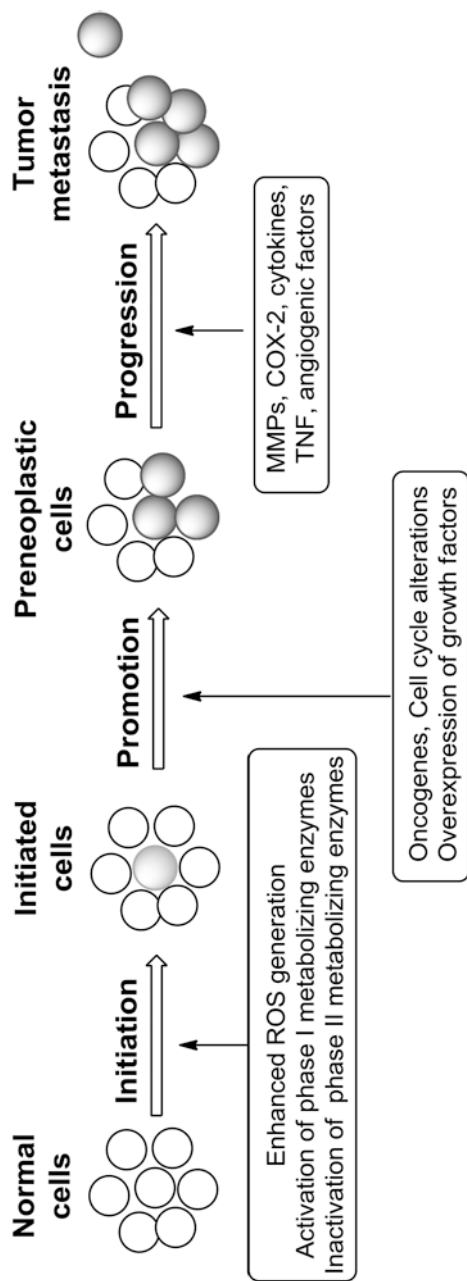 Normal
cells
Initiation
Initiated
cells
Promotion
Preneoplastic
cells
Progression
Tumor
metastasis
Enhanced ROS generation
Activation of phase I metabolizing enzymes
Inactivation of phase II metabolizing enzymes
Oncogenes, Cell cycle alterations
Overexpression of growth factors
MMPs, COX-2, cytokines,
TNF, angiogenic factors